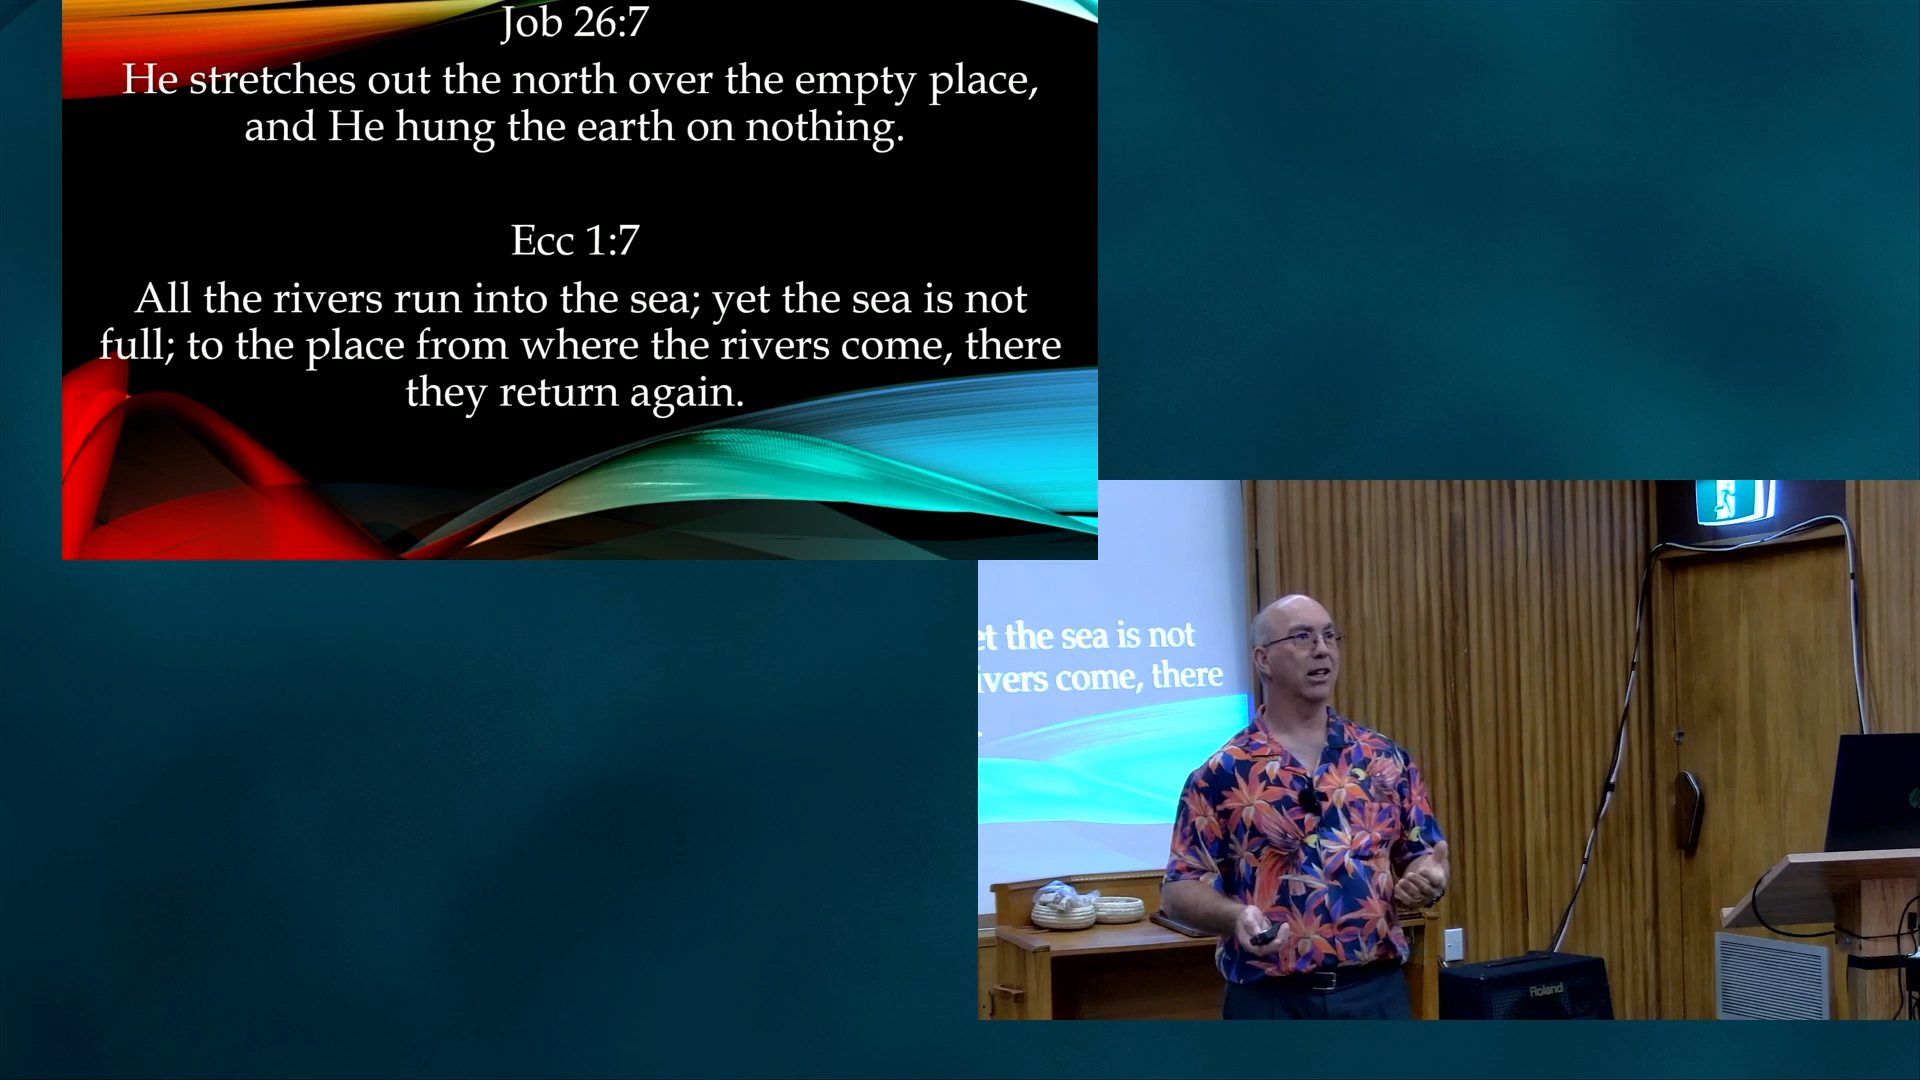 Job 26:7
He stretches out the north over the empty place,
and He hung the earth on nothing.
Ecc 1:7
All the rivers run into the sea; yet the sea is not
full; to the place from where the rivers come, there
they return again.
et the sea is not
ivers come, there
Roland